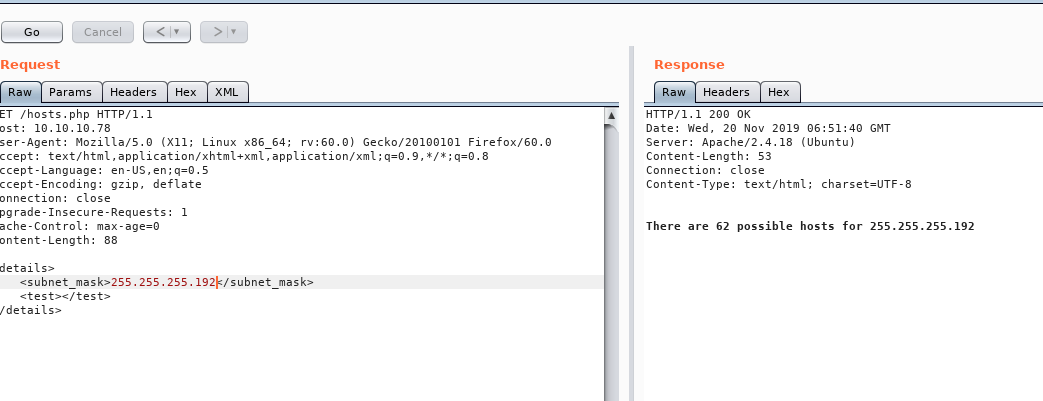 Go Cancel < >
Request
Raw Params Headers Hex XML
ET /hosts.php HTTP/1.1
ost: 10.10.10.78
ser-Agent: Mozilla/5.0 (X11; Linux x86_64; rv:60.0) Gecko/20100101 Firefox/60.0
ccept: text/html,application/xhtml+xml,application/xml;q=0.9,*/*;q=0.8
ccept-Language: en-US,en;q=0.5
ccept-Encoding: gzip, deflate
onnection: close
pgrade-Insecure-Requests: 1
ache-Control: max-age=0
ontent-Length: 88
details>
<subnet_mask>255.255.255.192</subnet_mask>
<test></test>
/details>
Response
Raw Headers Hex
HTTP/1.1 200 OK
Date: Wed, 20 Nov 2019 06:51:40 GMT
Server: Apache/2.4.18 (Ubuntu)
Content-Length: 53
Connection: close
Content-Type: text/html; charset=UTF-8
There are 62 possible hosts for 255.255.255.192